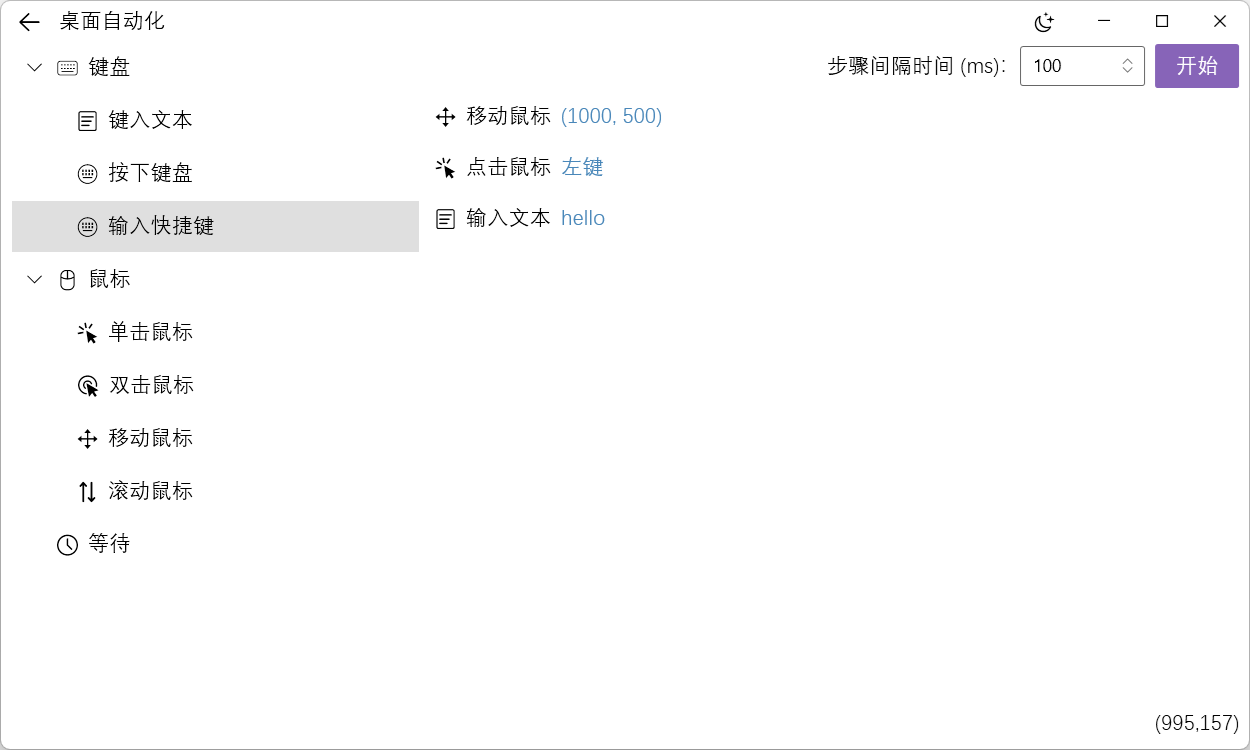 桌面自动化
键盘
步骤间隔时间 (ms): 100 开始
键入文本
按下键盘
输入快捷键
鼠标
单击鼠标
双击鼠标
移动鼠标
滚动鼠标
等待
移动鼠标 (1000, 500)
点击鼠标 左键
输入文本 hello
(995,157)